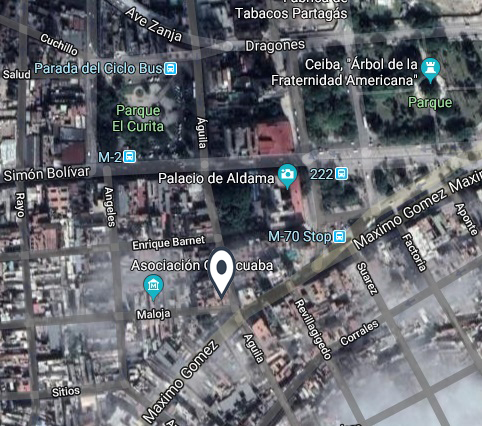 Fábrica de
Tabacos Partagás
Ave Zanja
Cuchillo
Dragones
Salud
Parada del Ciclo Bus
Ceiba, "Árbol de la
Fraternidad Americana"
Parque
Parque
El Curita
Águila
M-2
Simón Bolívar
Palacio de Aldama
222
Rayo
Angeles
Maximo Gomez
Maxim
Aponte
Enrique Barnet
M-70 Stop
Factoria
Asociación
cuaba
Suarez
Maloja
Revillagigedo
Corrales
Aguila
Maximo Gomez
Sitios